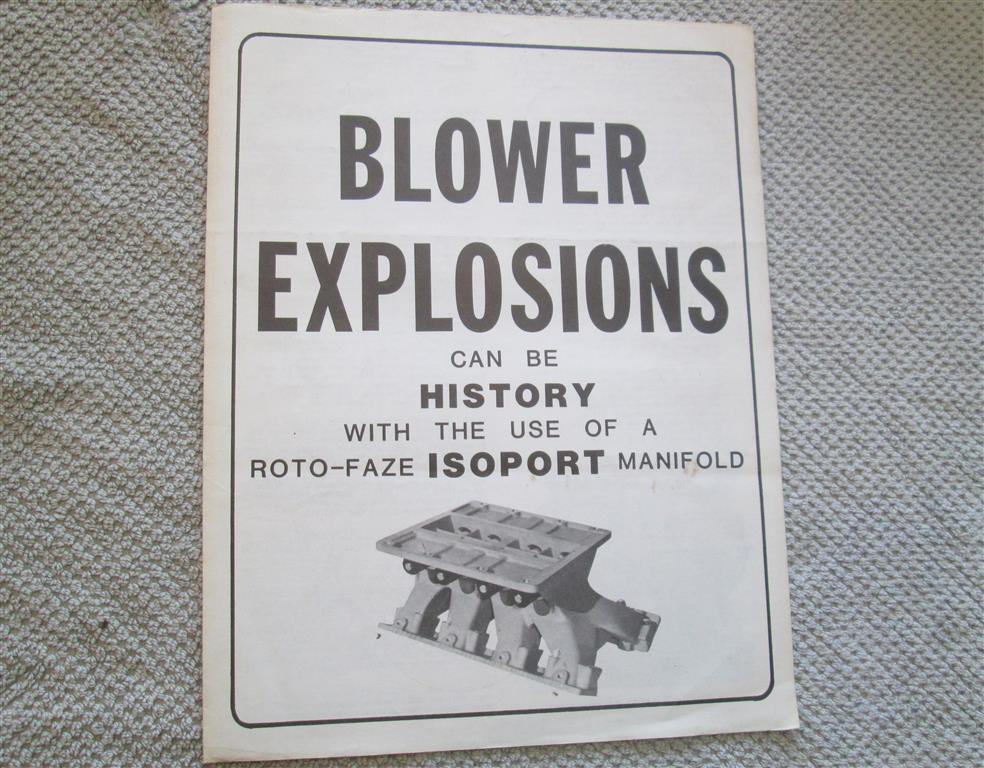 BLOWER
EXPLOSIONS
CAN BE
HISTORY
WITH THE USE OF A
ROTO-FAZE ISOPORT MANIFOLD